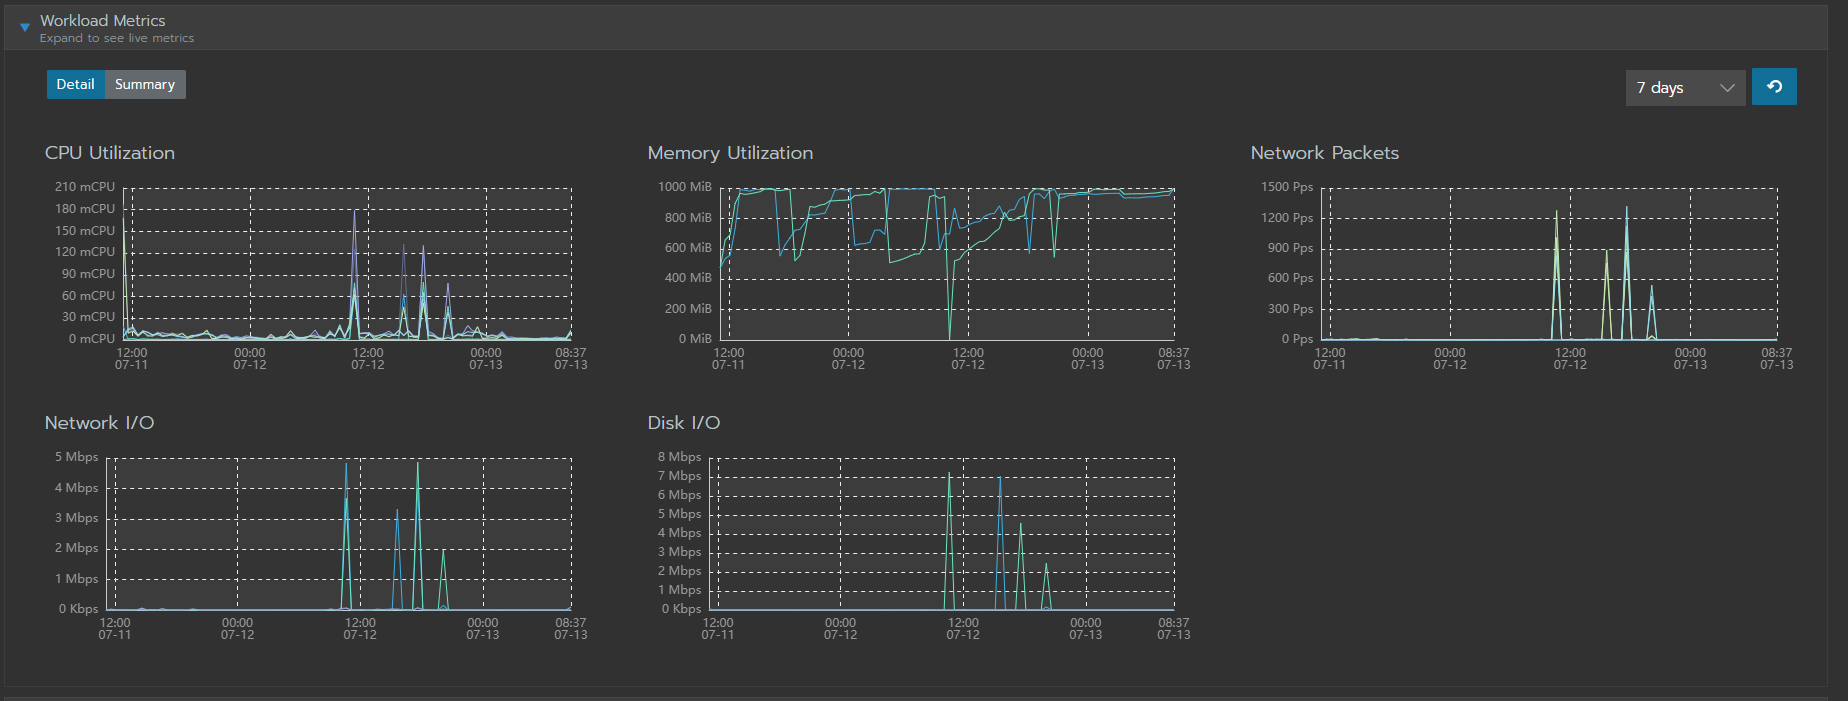 Workload Metrics
Expand to see live metrics
Detail Summary
7 days
CPU Utilization
210 mCPU
180 mCPU
150 mCPU
120 mCPU
90 mCPU
60 mCPU
30 mCPU
0 mCPU
12:00 00:00 12:00 00:00 08:37
07-11 07-12 07-12 07-13 07-13
Memory Utilization
1000 MiB
800 MiB
600 MiB
400 MiB
200 MiB
0 MiB
12:00 00:00 12:00 00:00 08:37
07-11 07-12 07-12 07-13 07-13
Network Packets
1500 Pps
1200 Pps
900 Pps
600 Pps
300 Pps
0 Pps
12:00 00:00 12:00 00:00 08:37
07-11 07-12 07-12 07-13 07-13
Network I/O
5 Mbps
4 Mbps
3 Mbps
2 Mbps
1 Mbps
0 Kbps
12:00 00:00 12:00 00:00 08:37
07-11 07-12 07-12 07-13 07-13
Disk I/O
8 Mbps
7 Mbps
6 Mbps
5 Mbps
4 Mbps
3 Mbps
2 Mbps
1 Mbps
0 Kbps
12:00 00:00 12:00 00:00 08:37
07-11 07-12 07-12 07-13 07-13